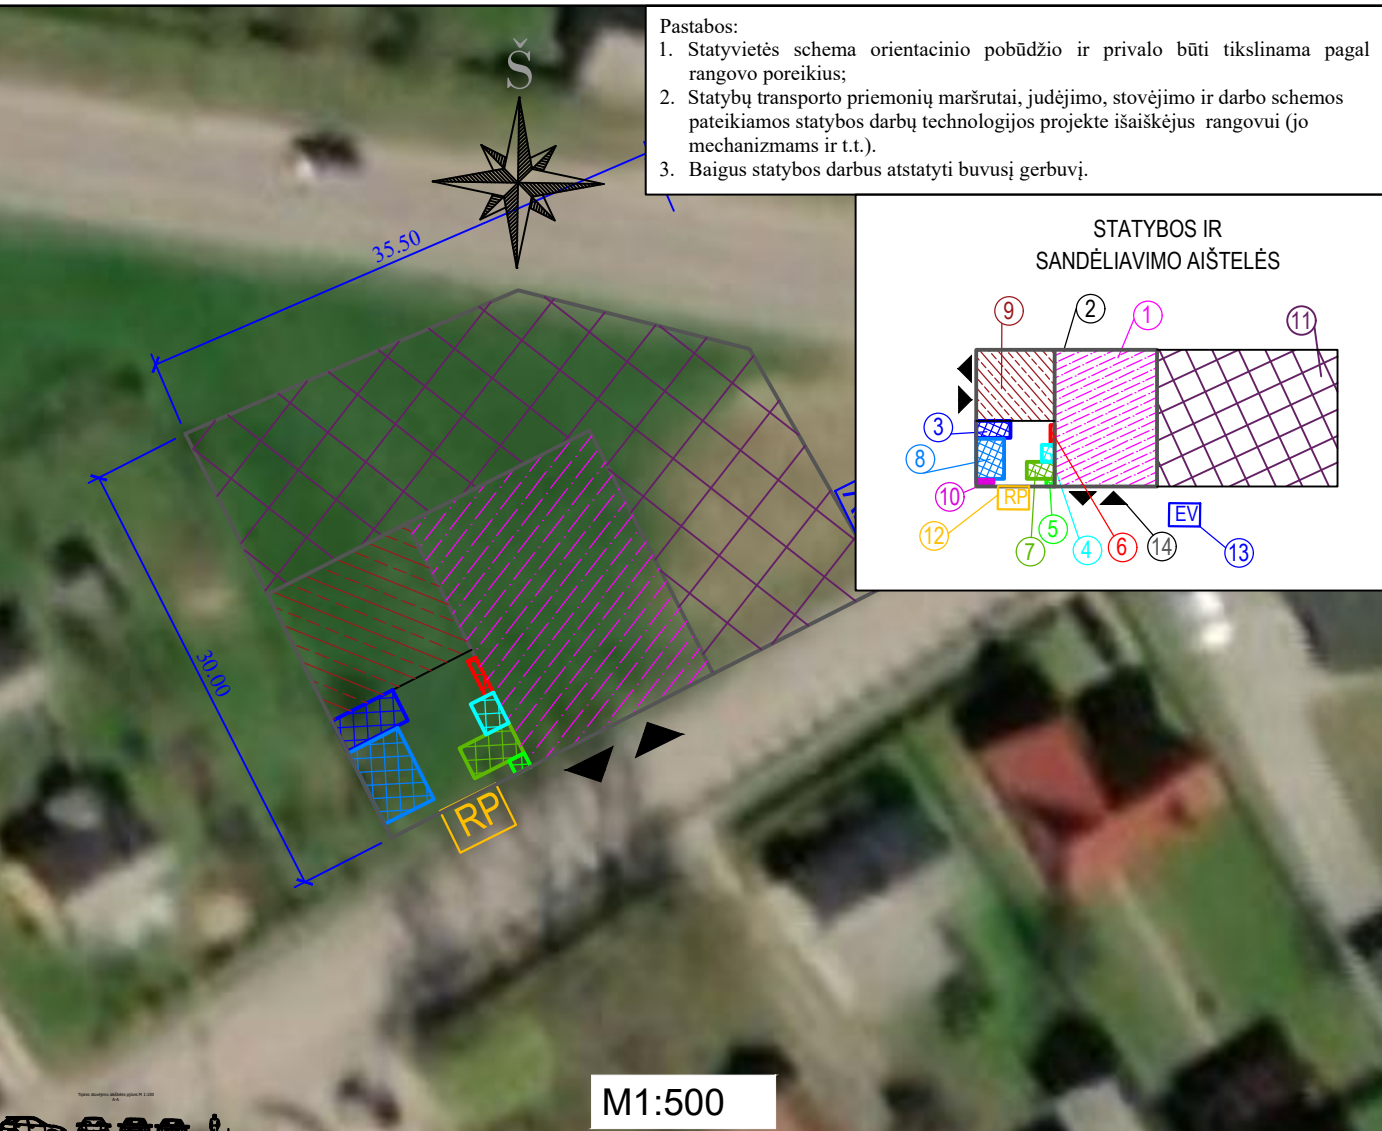 Pastabos:
1. Statyvietės schema orientacinio pobūdžio ir privalo būti tikslinama pagal
rangovo poreikius;
2. Statybų transporto priemonių maršrutai, judėjimo, stovėjimo ir darbo schemos
pateikiamos statybos darbų technologijos projekte išaiškėjus rangovui (jo
mechanizmams ir t.t.).
3. Baigus statybos darbus atstatyti buvusį gerbuvį.
Š
35.50
30.00
RP
STATYBOS IR
SANDĖLIAVIMO AIŠTELĖS
9
2
1
11
3
8
10
RP
EV
12
7
5
4
6
14
13
M1:500